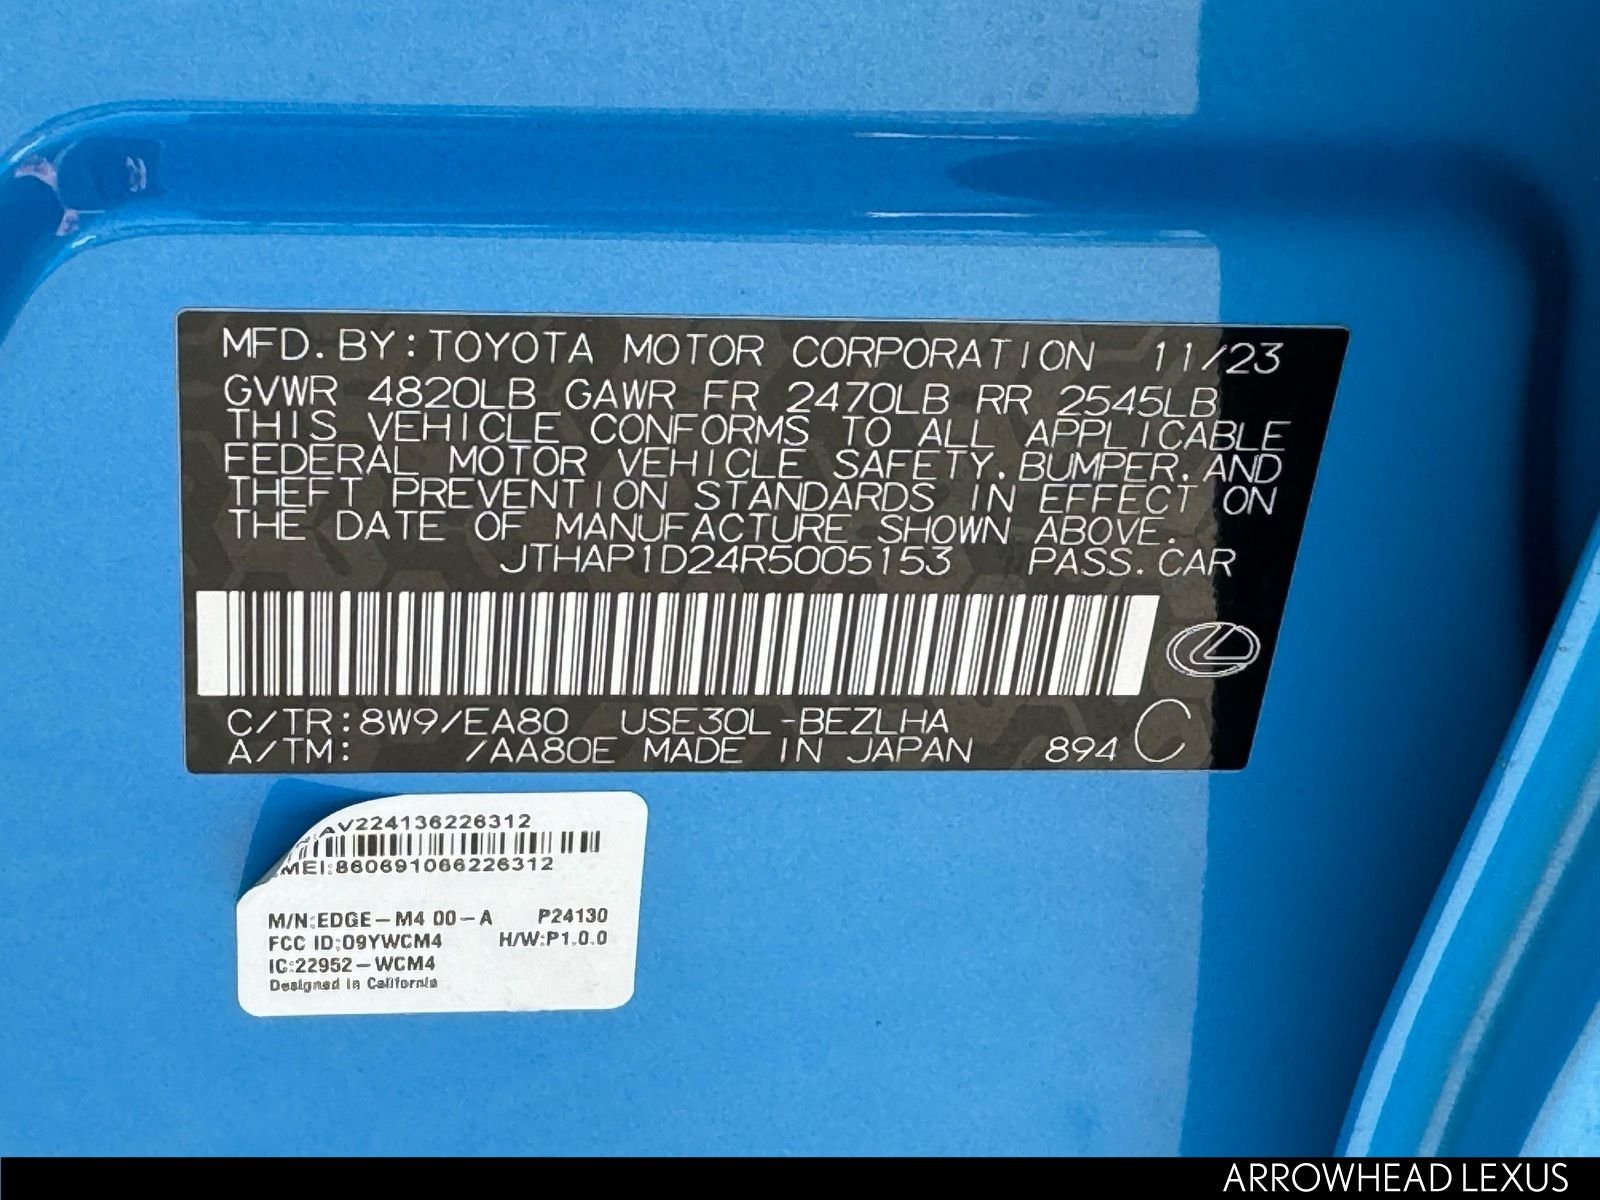 MFD. BY: TOYOTA MOTOR CORPORATION 11/23
GVWR 4820LB GAWR FR 2470LB RR 2545LB
THIS VEHICLE CONFORMS TO ALL APPLICABLE
FEDERAL MOTOR VEHICLE SAFETY. BUMPER. AND
THEFT PREVENTION STANDARDS IN EFFECT ON
THE DATE OF MANUFACTURE SHOWN ABOVE.
JTHAP1D24R5005153 PASS. CAR
C/TR: 8W9/EA80 USE30L-BEZLHA
A/TM: /AA80E MADE IN JAPAN 894 C
AV224136226312
MEI:860691066226312
M/N:EDGE-M4 00-A P24130
FCC ID:O9YWCM4 H/W:P1.0.0
IC:22952-WCM4
Designed in California
ARROWHEAD LEXUS